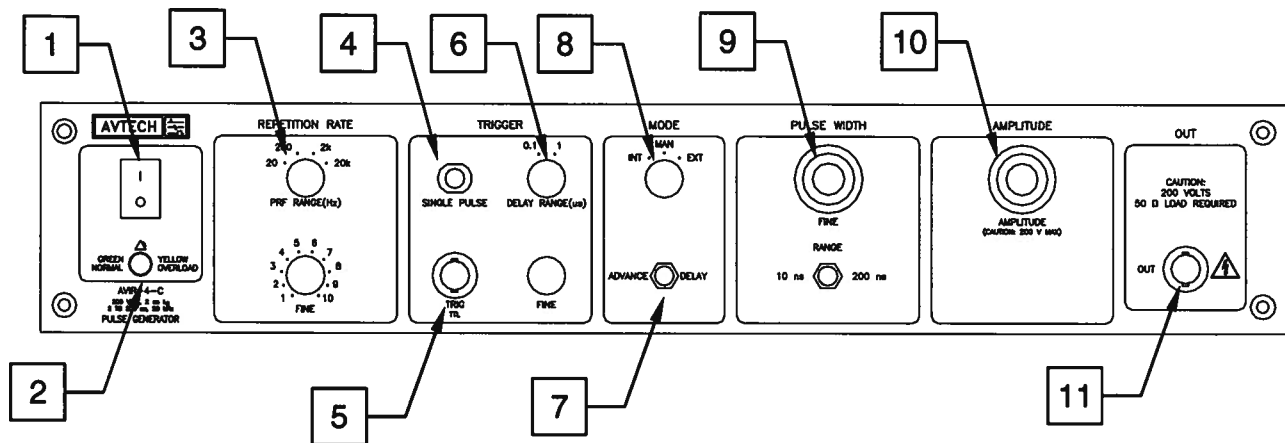 1
3
4
6
8
9
10
AVTECH
REPETITION RATE
TRIGGER
MODE
PULSE WIDTH
AMPLITUDE
OUT
200 2k
20 20k
PRF RANGE(Hz)
I
O
GREEN NORMAL
YELLOW OVERLOAD
PULSE GENERATOR
1 2 3 4 5 6 7 8 9 10
FINE
SINGLE PULSE
0.1 1
DELAY RANGE(us)
TRIG
FINE
INT MAN EXT
ADVANCE DELAY
FINE
RANGE
10 ns 200 ns
AMPLITUDE
(CAUTION: 200 V MAX)
CAUTION:
200 VOLTS
50 Ω LOAD REQUIRED
OUT
2
5
7
11